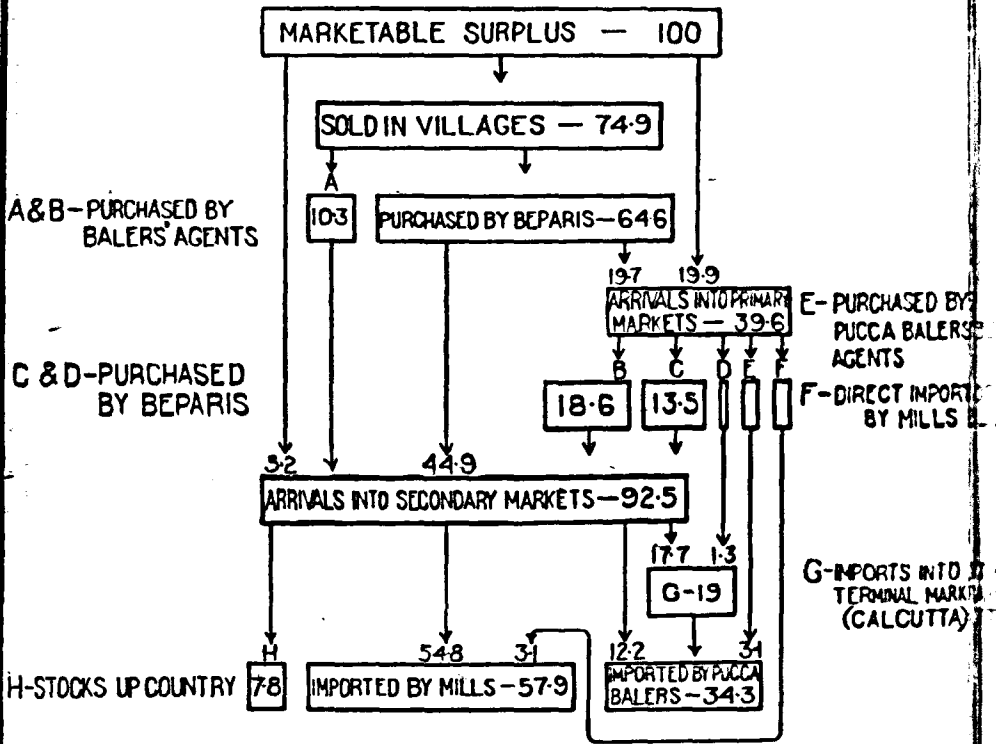 MARKETABLE SURPLUS — 100
SOLD IN VILLAGES — 74·9
A
A&B-PURCHASED BY
BALERS' AGENTS
10·3
PURCHASED BY BEPARIS—64·6
19·7 19·9
ARRIVALS INTO PRIMARY
MARKETS — 39·6
E- PURCHASED BY
PUCCA BALERS
AGENTS
B C D E F
C & D-PURCHASED
BY BEPARIS
18·6
13·5
F-DIRECT
BY MILLS
44·9
ARRIVALS INTO SECONDARY MARKETS—92·5
17·7 1·3
G-19
G-IMPORTS INTO
TERMINAL
(CALCUTTA)
H
54·8 3·1
12·2 3·1
H-STOCKS UP COUNTRY
7·8
IMPORTED BY MILLS—57·9
IMPORTED BY PUCCA
BALERS—34·3